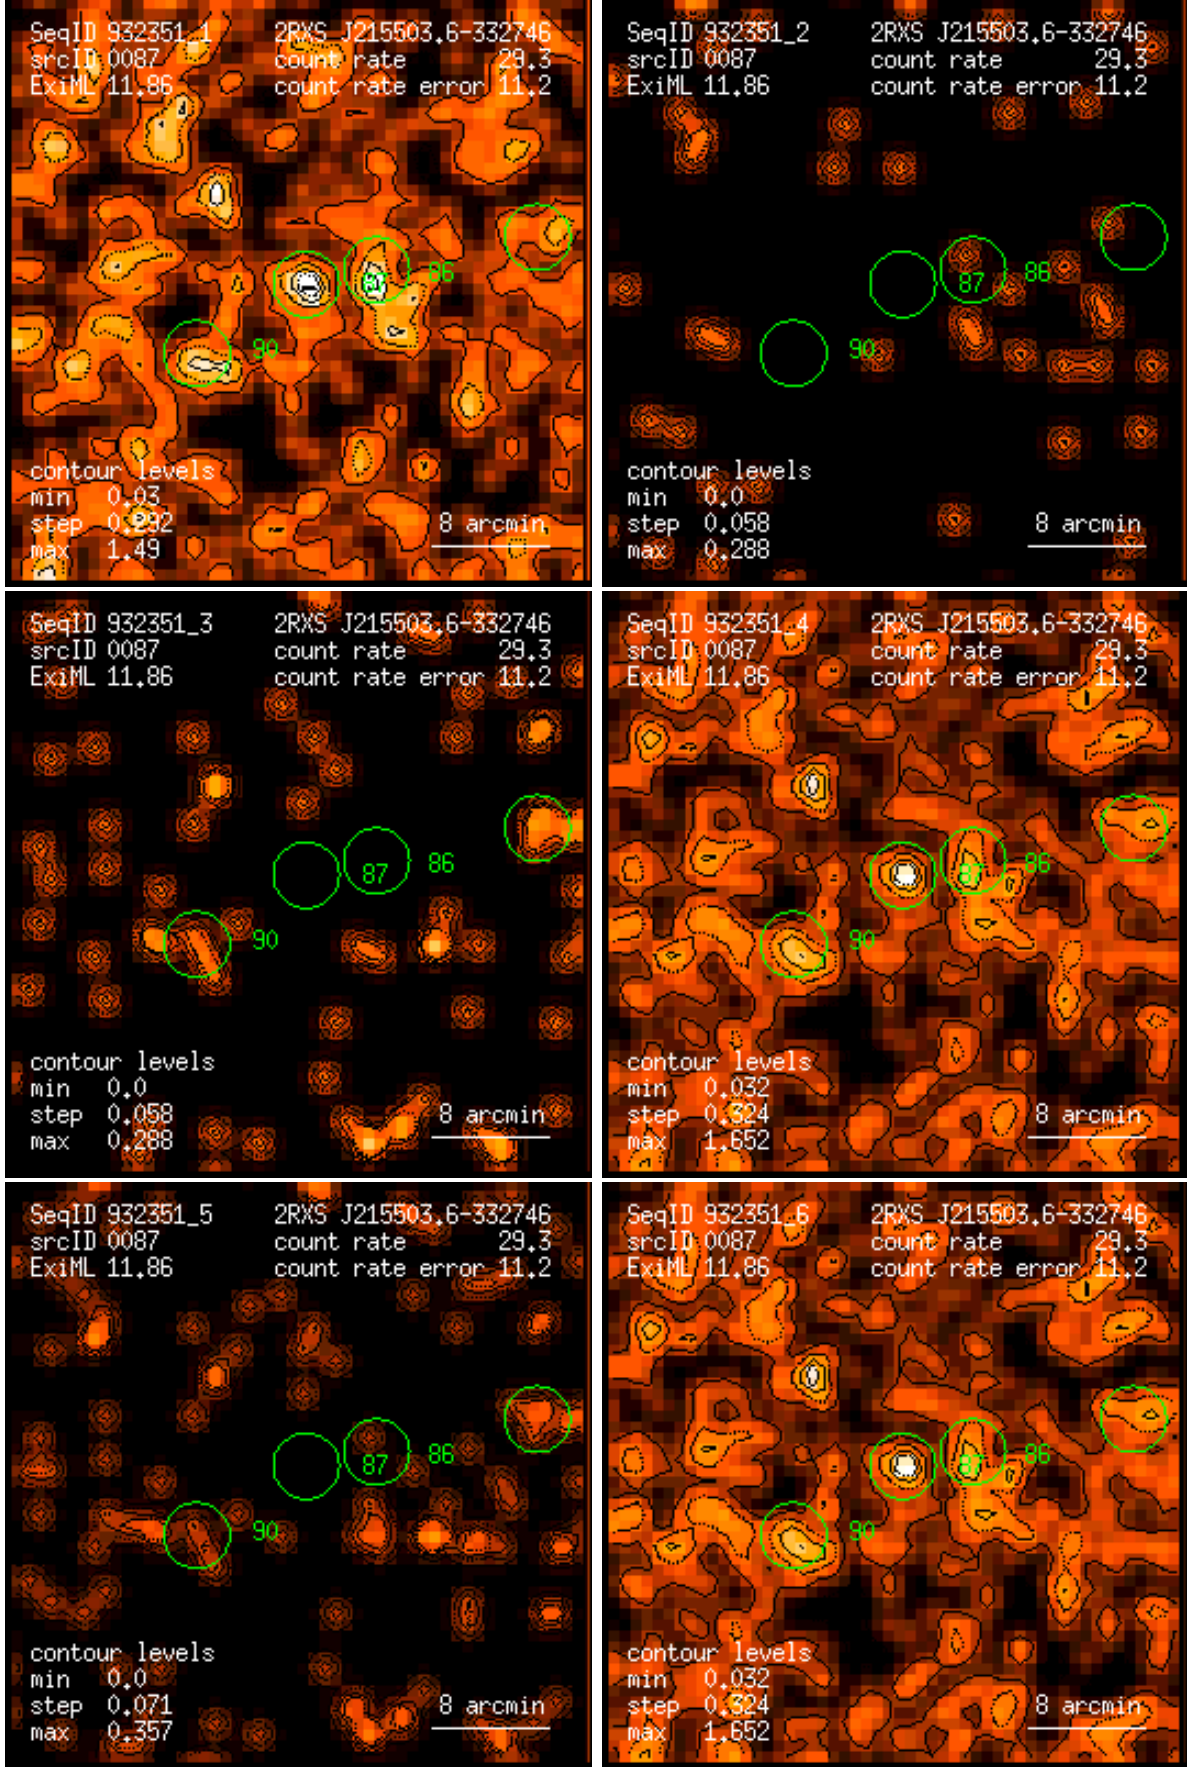 SeqID 932351_1 2RXS J215503.6-332746
srcID 0087 count rate 29.3
ExiML 11.86 count rate error 11.2
87 86
90
contour levels
min 0.03
step 0.292 8 arcmin
max 1.49
SeqID 932351_2 2RXS J215503.6-332746
srcID 0087 count rate 29.3
ExiML 11.86 count rate error 11.2
87 86
90
contour levels
min 0.0
step 0.058 8 arcmin
max 0.288
SeqID 932351_3 2RXS J215503.6-332746
srcID 0087 count rate 29.3
ExiML 11.86 count rate error 11.2
87 86
90
contour levels
min 0.0
step 0.058 8 arcmin
max 0.288
SeqID 932351_4 2RXS J215503.6-332746
srcID 0087 count rate 29.3
ExiML 11.86 count rate error 11.2
87 86
90
contour levels
min 0.032
step 0.324 8 arcmin
max 1.652
SeqID 932351_5 2RXS J215503.6-332746
srcID 0087 count rate 29.3
ExiML 11.86 count rate error 11.2
87 86
90
contour levels
min 0.0
step 0.071 8 arcmin
max 0.357
SeqID 932351_6 2RXS J215503.6-332746
srcID 0087 count rate 29.3
ExiML 11.86 count rate error 11.2
87 86
90
contour levels
min 0.032
step 0.324 8 arcmin
max 1.652